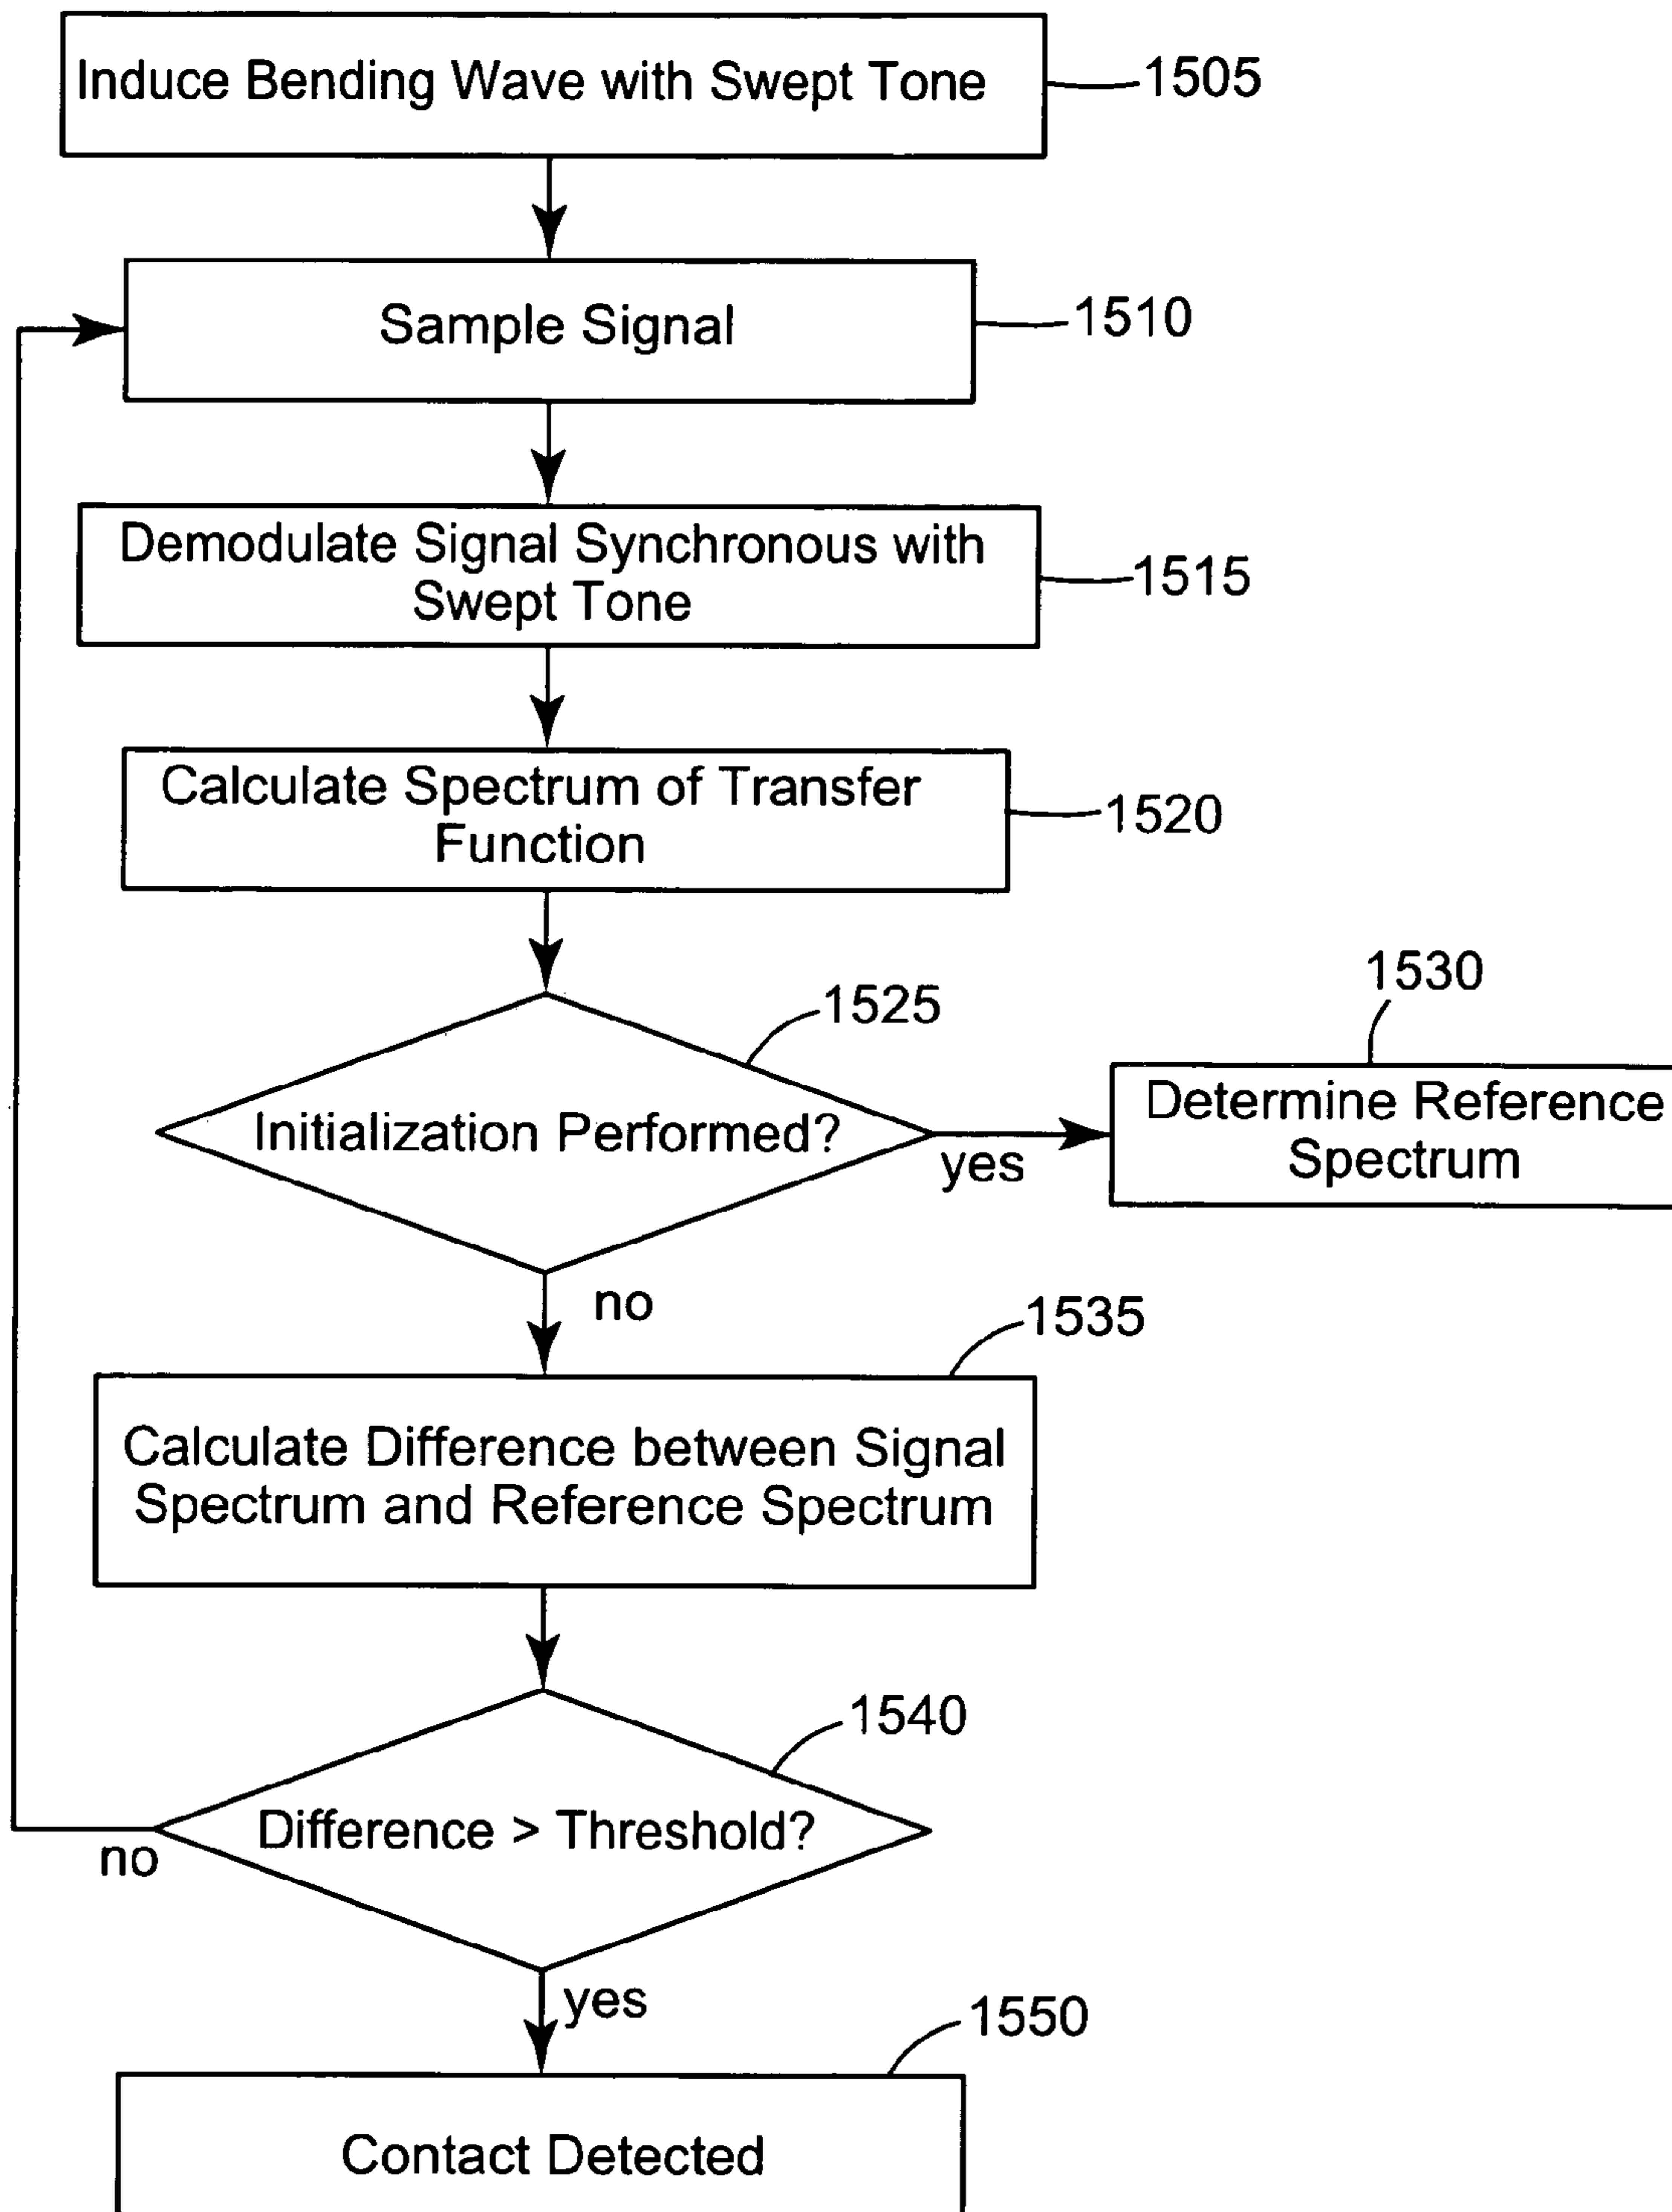 Induce Bending Wave with Swept Tone
1505
Sample Signal
1510
Demodulate Signal Synchronous with
Swept Tone
1515
Calculate Spectrum of Transfer
Function
1520
1525
Initialization Performed?
yes
1530
Determine Reference
Spectrum
no
1535
Calculate Difference between Signal
Spectrum and Reference Spectrum
1540
Difference > Threshold?
no
yes
1550
Contact Detected